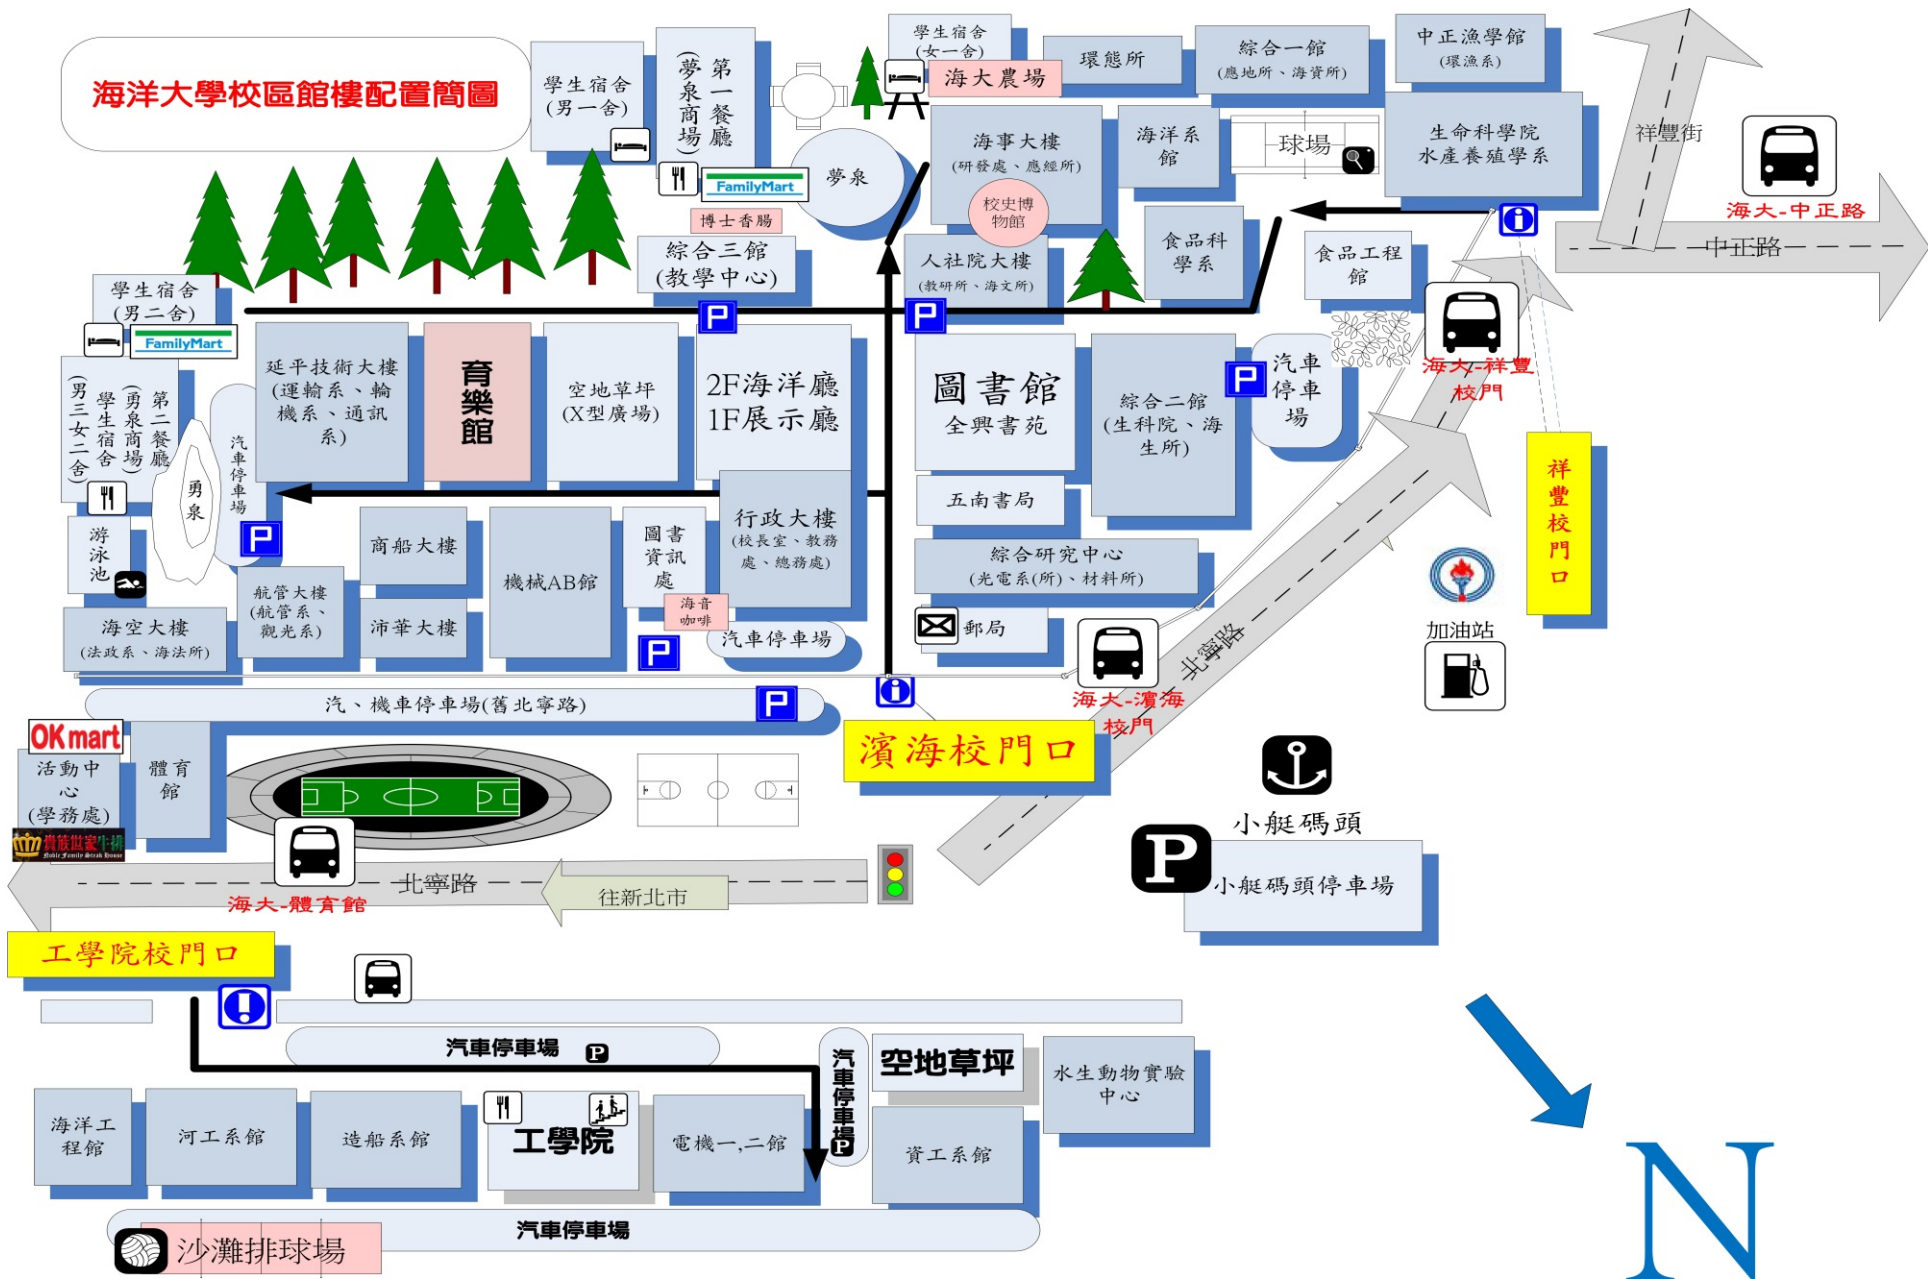 海洋大學校區館樓配置簡圖
學生宿舍
(男一舍)
第一餐廳
(夢泉商場)
FamilyMart
夢泉
學生宿舍
(女一舍)
海大農場
環態所
綜合一館
(應地所、海資所)
中正漁學館
(環漁系)
海事大樓
(研發處、應經所)
校史博
物館
海洋系
館
球場
生命科學院
水產養殖學系
祥豐街
海大-中正路
中正路
博士香腸
綜合三館
(教學中心)
人社院大樓
(教研所、海文所)
食品科
學系
食品工程
館
學生宿舍
(男二舍)
FamilyMart
P
P
第二餐廳
(勇泉商場)
學生宿舍
(男三女二舍)
勇泉
汽車停車場
P
延平技術大樓
(運輸系、輪
機系、通訊
系)
育樂館
空地草坪
(X型廣場)
2F海洋廳
1F展示廳
圖書館
全興書苑
綜合二館
(生科院、海
生所)
P
汽車
停車
場
海大-祥豐
校門
祥豐校門口
游泳池
商船大樓
機械AB館
圖書
資訊
處
行政大樓
(校長室、教務
處、總務處)
五南書局
綜合研究中心
(光電系(所)、材料所)
海空大樓
(法政系、海法所)
航管大樓
(航管系、
觀光系)
沛華大樓
海音
咖啡
P
汽車停車場
郵局
海大-濱海
校門
北寧路
加油站
汽、機車停車場(舊北寧路)
P
濱海校門口
OKmart
活動中
心
(學務處)
貴族世家牛排
Noble Family Steak House
體育
館
小艇碼頭
P
小艇碼頭停車場
北寧路
往新北市
海大-體育館
工學院校門口
汽車停車場
P
汽車停車場
P
空地草坪
水生動物實驗
中心
海洋工
程館
河工系館
造船系館
工學院
電機一,二館
資工系館
汽車停車場
沙灘排球場
N